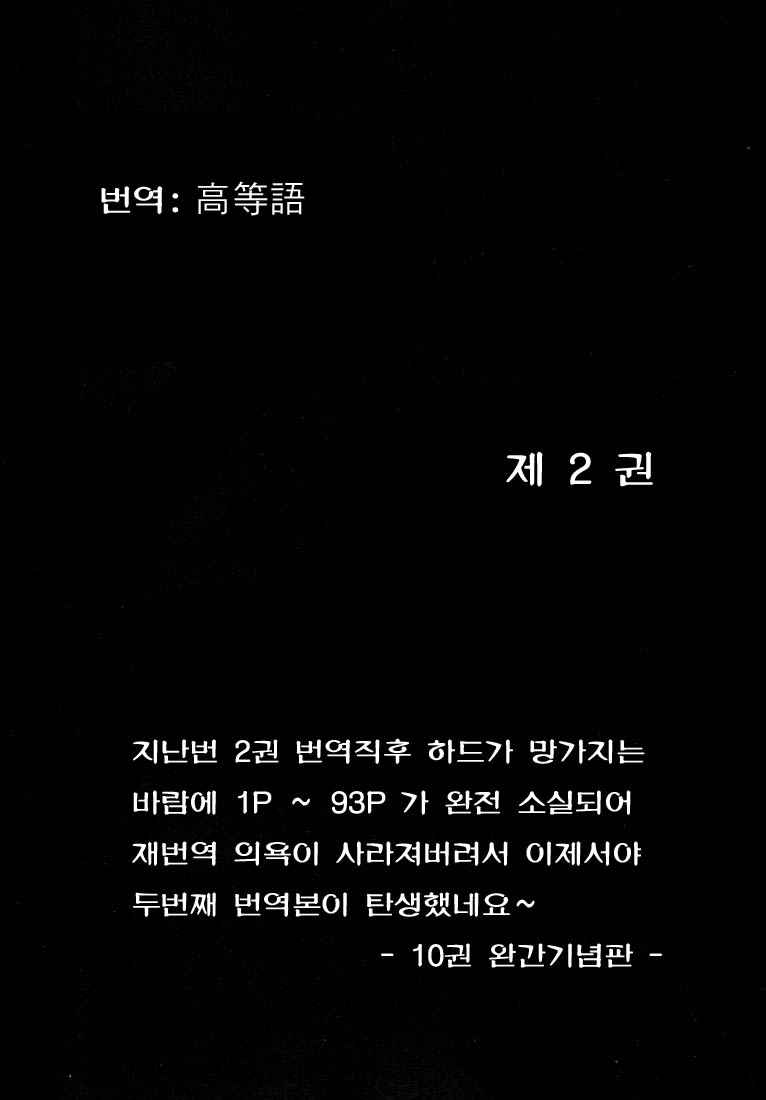 번역: 高等語
제 2 권
지난번 2권 번역직후 하드가 망가지는
바람에 1P ~ 93P 가 완전 소실되어
재번역 의욕이 사라져버려서 이제서야
두번째 번역본이 탄생했네요~
- 10권 완간기념판 -